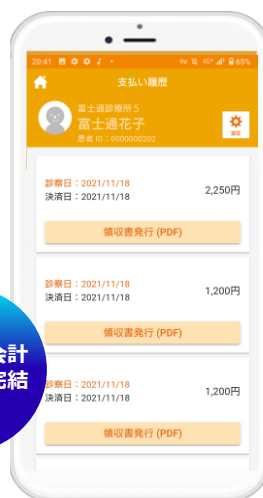 20:41
65%
支払い履歴
富士通診療所5
富士通花子
患者ID：0000000202
設定
診察日：2021/11/18
決済日：2021/11/18
2,250円
領収書発行 (PDF)
診察日：2021/11/18
決済日：2021/11/18
1,200円
領収書発行 (PDF)
会計
完結
診察日：2021/11/18
決済日：2021/11/18
1,200円
領収書発行 (PDF)